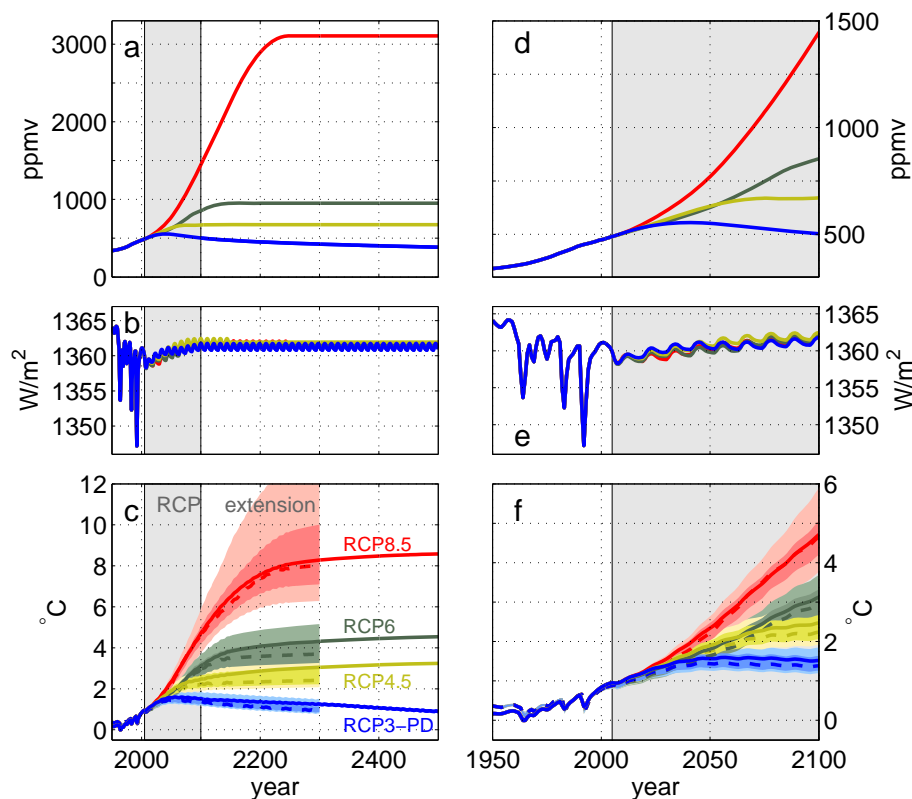 a
3000
2000
1000
0
ppmv
d
1500
1000
500
ppmv
b
1365
1360
1355
1350
W/m2
e
1365
1360
1355
1350
W/m2
c
RCP extension
12
10
8
6
4
2
0
°C
RCP8.5
RCP6
RCP4.5
RCP3−PD
2000 2200 2400
year
f
6
4
2
0
°C
1950 2000 2050 2100
year